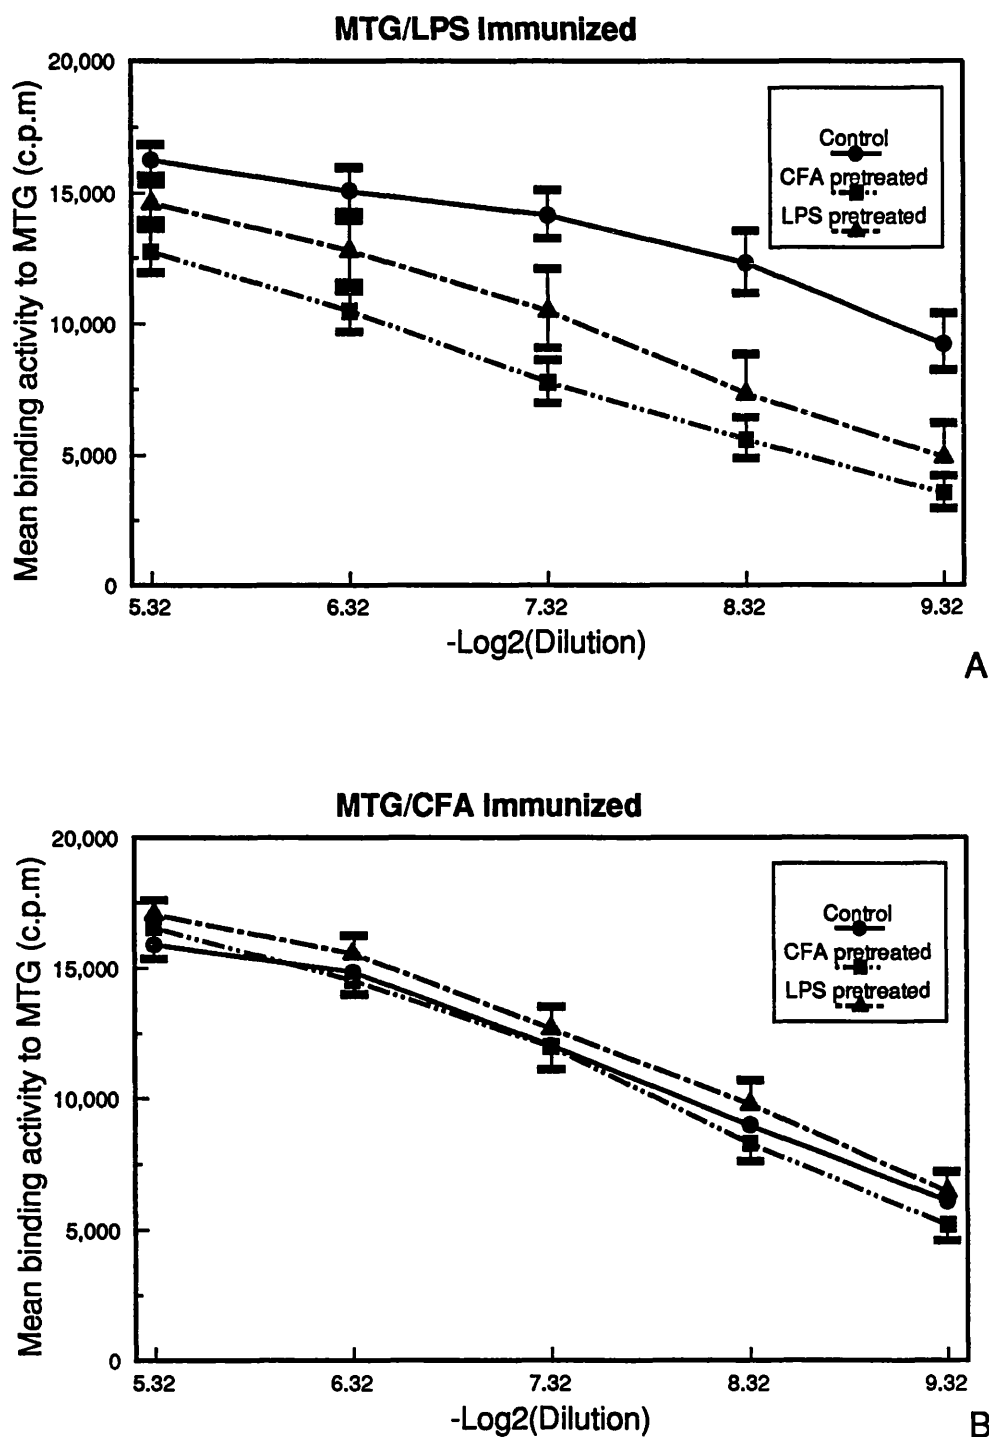 MTG/LPS Immunized
Mean binding activity to MTG (c.p.m)
20,000
15,000
10,000
5,000
0
Control
CFA pretreated
LPS pretreated
5.32 6.32 7.32 8.32 9.32
-Log2(Dilution)
A
MTG/CFA Immunized
Mean binding activity to MTG (c.p.m)
20,000
15,000
10,000
5,000
0
Control
CFA pretreated
LPS pretreated
5.32 6.32 7.32 8.32 9.32
-Log2(Dilution)
B